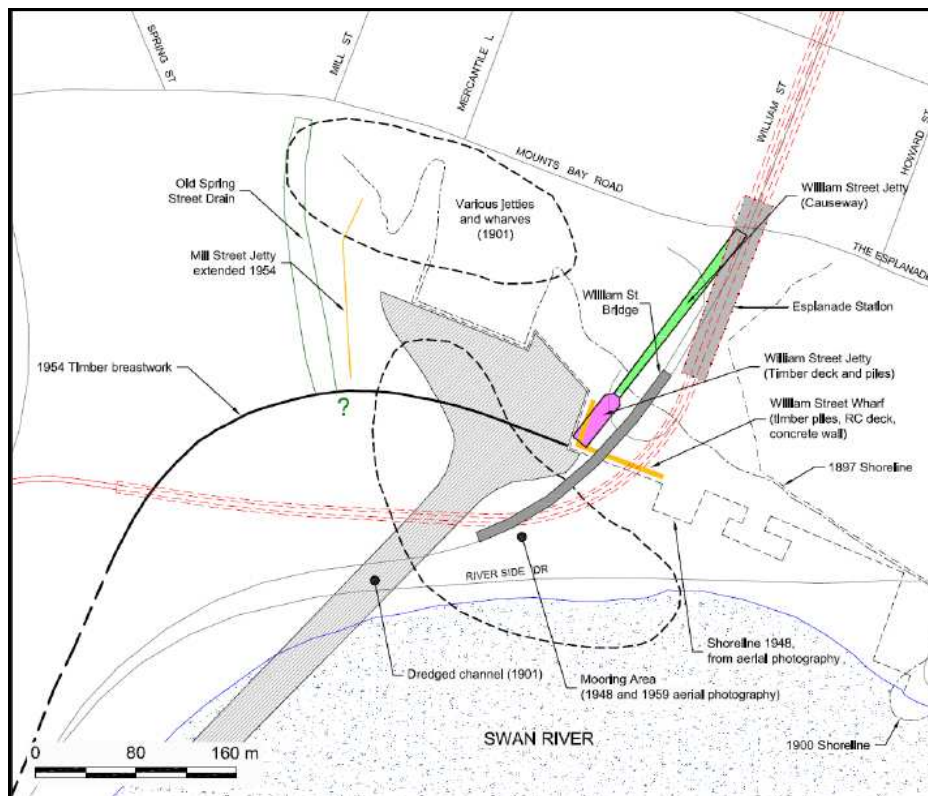 SPRING ST
MILL ST
MERCANTILE L
WILLIAM ST
HOWARD ST
MOUNTS BAY ROAD
THE ESPLANADE
Old Spring
Street Drain
Various jetties
and wharves
(1901)
William Street Jetty
(Causeway)
Mill Street Jetty
extended 1954
William St
Bridge
Esplanade Station
1954 Timber breastwork
William Street Jetty
(Timber deck and piles)
?
William Street Wharf
(timber piles, RC deck,
concrete wall)
1897 Shoreline
RIVER SIDE DR
Shoreline 1948,
from aerial photography
Dredged channel (1901)
Mooring Area
(1948 and 1959 aerial photography)
SWAN RIVER
1900 Shoreline
0 80 160 m